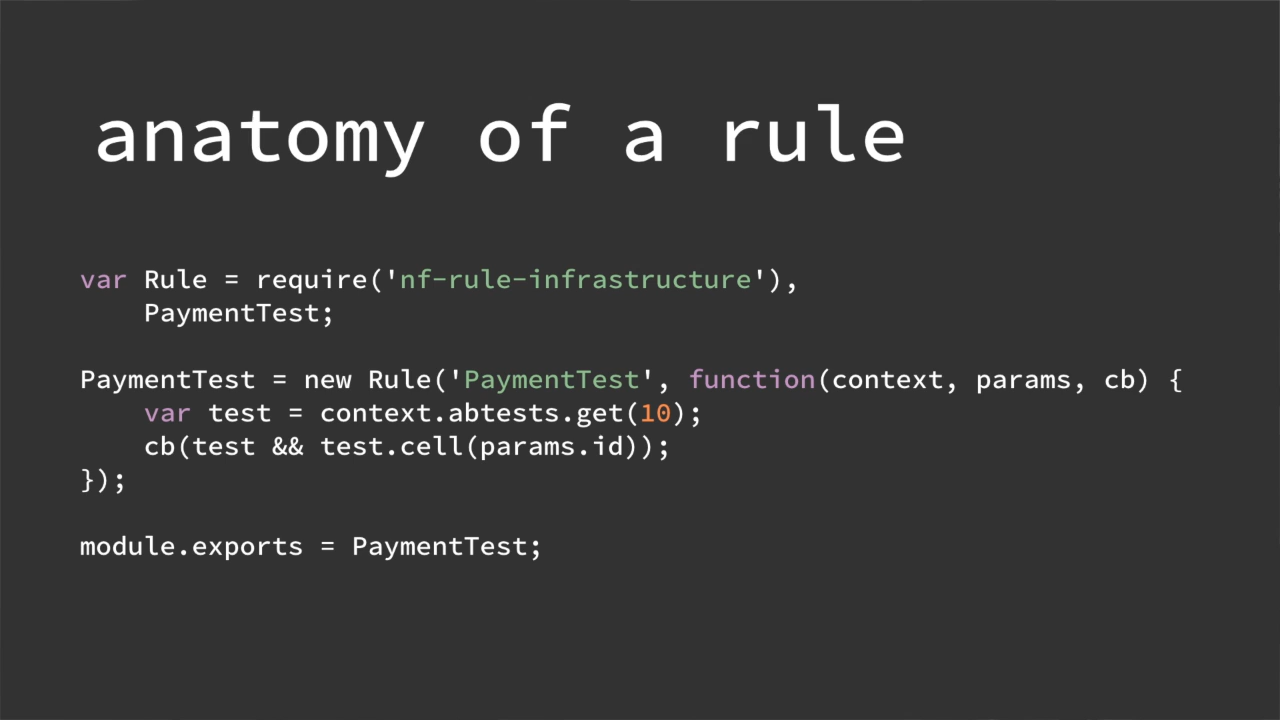 anatomy of a rule
var Rule = require('nf-rule-infrastructure'),
    PaymentTest;
PaymentTest = new Rule('PaymentTest', function(context, params, cb) {
    var test = context.abtests.get(10);
    cb(test && test.cell(params.id));
});
module.exports = PaymentTest;